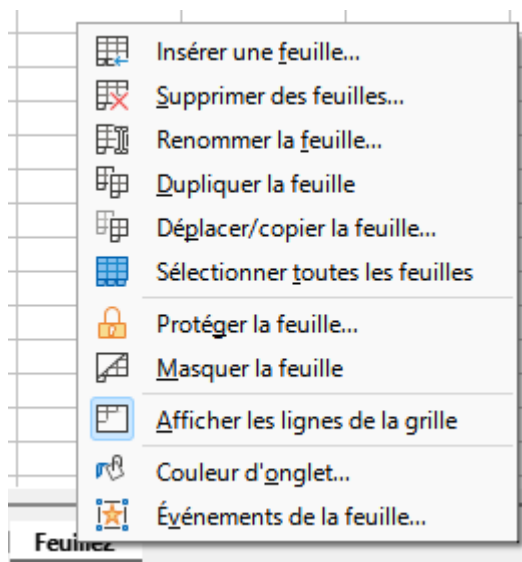 Insérer une feuille...
Supprimer des feuilles...
Renommer la feuille...
Dupliquer la feuille
Déplacer/copier la feuille...
Sélectionner toutes les feuilles
Protéger la feuille...
Masquer la feuille
Afficher les lignes de la grille
Couleur d'onglet...
Événements de la feuille...
Feuille2